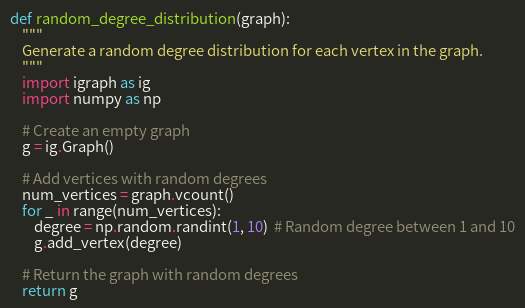 def random_degree_distribution(graph):
    """
    Generate a random degree distribution for each vertex in the graph.
    """
    import igraph as ig
    import numpy as np

    # Create an empty graph
    g = ig.Graph()

    # Add vertices with random degrees
    num_vertices = graph.vcount()
    for _ in range(num_vertices):
        degree = np.random.randint(1, 10)  # Random degree between 1 and 10
        g.add_vertex(degree)

    # Return the graph with random degrees
    return g